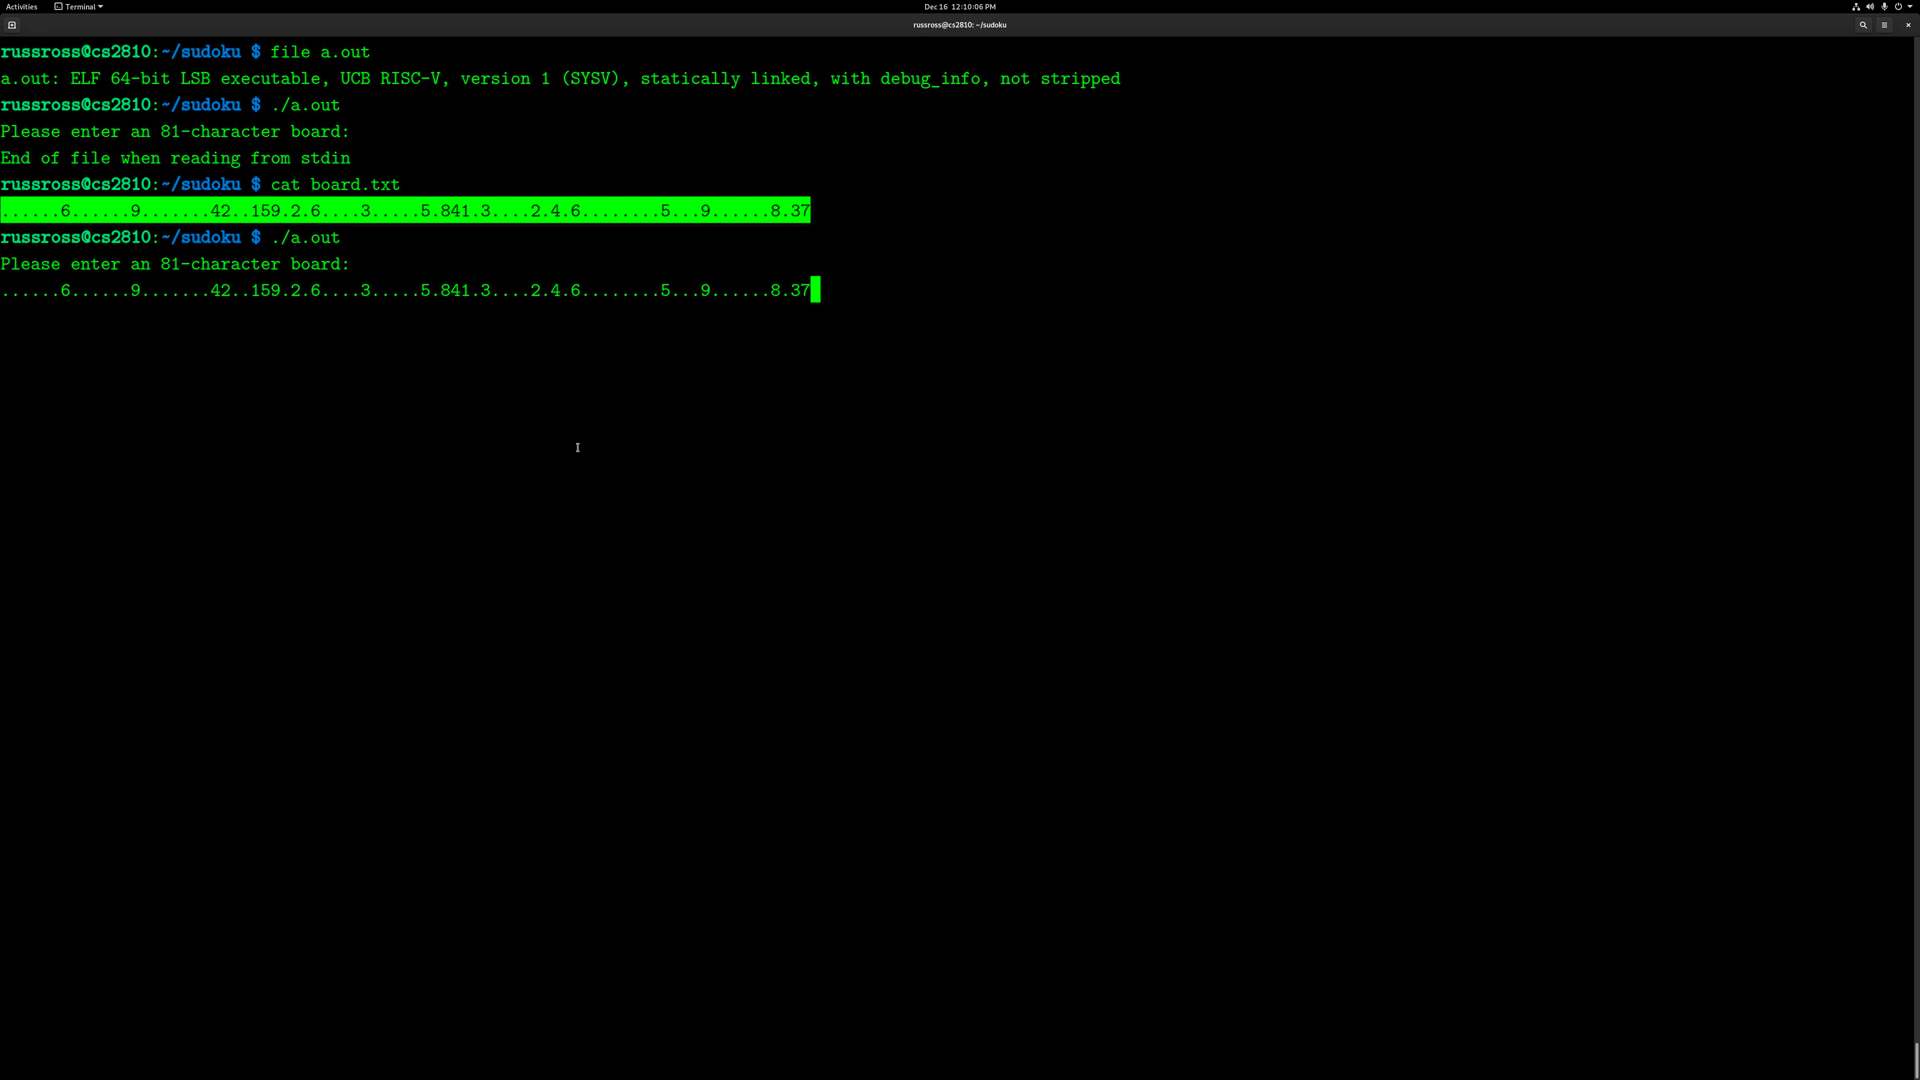 Activities Terminal Dec 16 12:10:06 PM
russross@cs2810: ~/sudoku
russross@cs2810:~/sudoku $ file a.out
a.out: ELF 64-bit LSB executable, UCB RISC-V, version 1 (SYSV), statically linked, with debug_info, not stripped
russross@cs2810:~/sudoku $ ./a.out
Please enter an 81-character board:
End of file when reading from stdin
russross@cs2810:~/sudoku $ cat board.txt
......6......9.......42..159.2.6....3.....5.841.3....2.4.6........5...9......8.37
russross@cs2810:~/sudoku $ ./a.out
Please enter an 81-character board:
......6......9.......42..159.2.6....3.....5.841.3....2.4.6........5...9......8.37